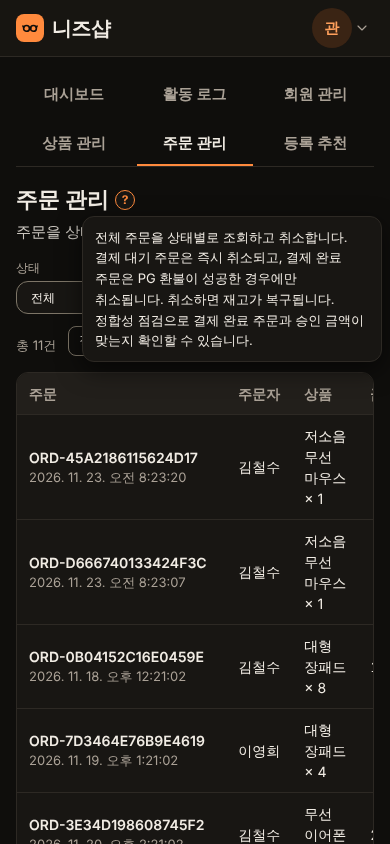 니즈샵
관
대시보드 활동 로그 회원 관리
상품 관리 주문 관리 등록 추천
주문 관리 ?
주문을 상
전체 주문을 상태별로 조회하고 취소합니다.
결제 대기 주문은 즉시 취소되고, 결제 완료
주문은 PG 환불이 성공한 경우에만
취소됩니다. 취소하면 재고가 복구됩니다.
정합성 점검으로 결제 완료 주문과 승인 금액이
맞는지 확인할 수 있습니다.
상태
전체
총 11건
주문 주문자 상품
ORD-45A2186115624D17
2026. 11. 23. 오전 8:23:20
김철수
저소음
무선
마우스
× 1
ORD-D666740133424F3C
2026. 11. 23. 오전 8:23:07
김철수
저소음
무선
마우스
× 1
ORD-0B04152C16E0459E
2026. 11. 18. 오후 12:21:02
김철수
대형
장패드
× 8
ORD-7D3464E76B9E4619
2026. 11. 19. 오후 1:21:02
이영희
대형
장패드
× 4
ORD-3E34D198608745F2
2026. 11. 20. 오후 2:21:02
김철수
무선
이어폰